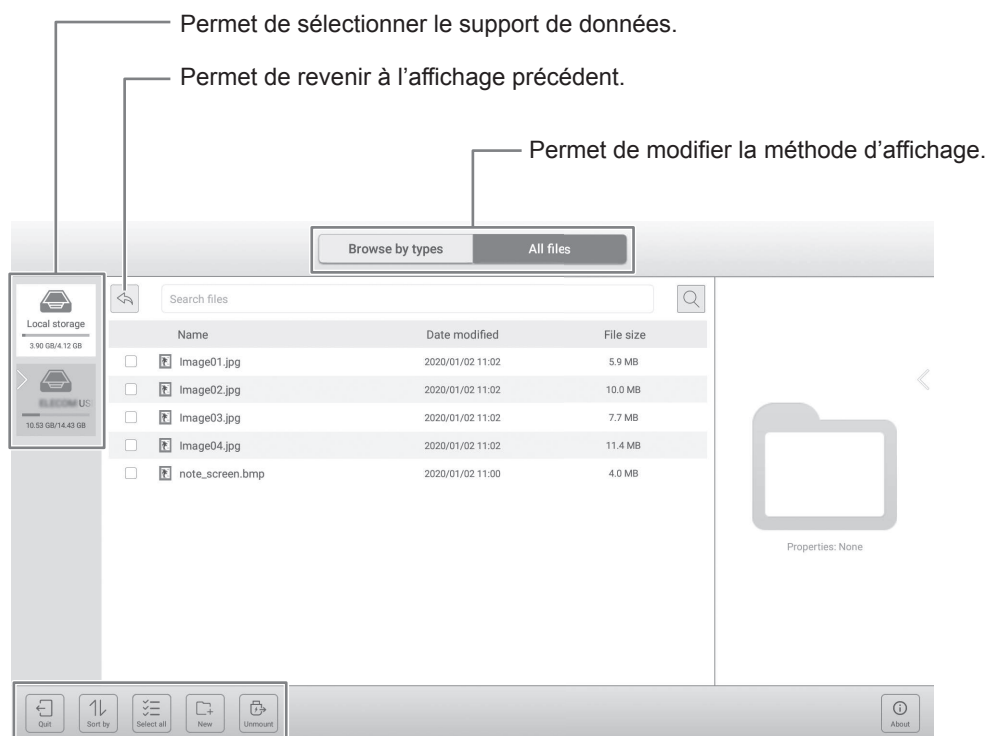 Permet de sélectionner le support de données.
Permet de revenir à l’affichage précédent.
Permet de modifier la méthode d’affichage.
Browse by types All files
Local storage
3.90 GB/4.12 GB
US
10.53 GB/14.43 GB
Search files
Name Date modified File size
Image01.jpg 2020/01/02 11:02 5.9 MB
Image02.jpg 2020/01/02 11:02 10.0 MB
Image03.jpg 2020/01/02 11:02 7.7 MB
Image04.jpg 2020/01/02 11:02 11.4 MB
note_screen.bmp 2020/01/02 11:00 4.0 MB
Properties: None
Quit Sort by Select all New Unmount About